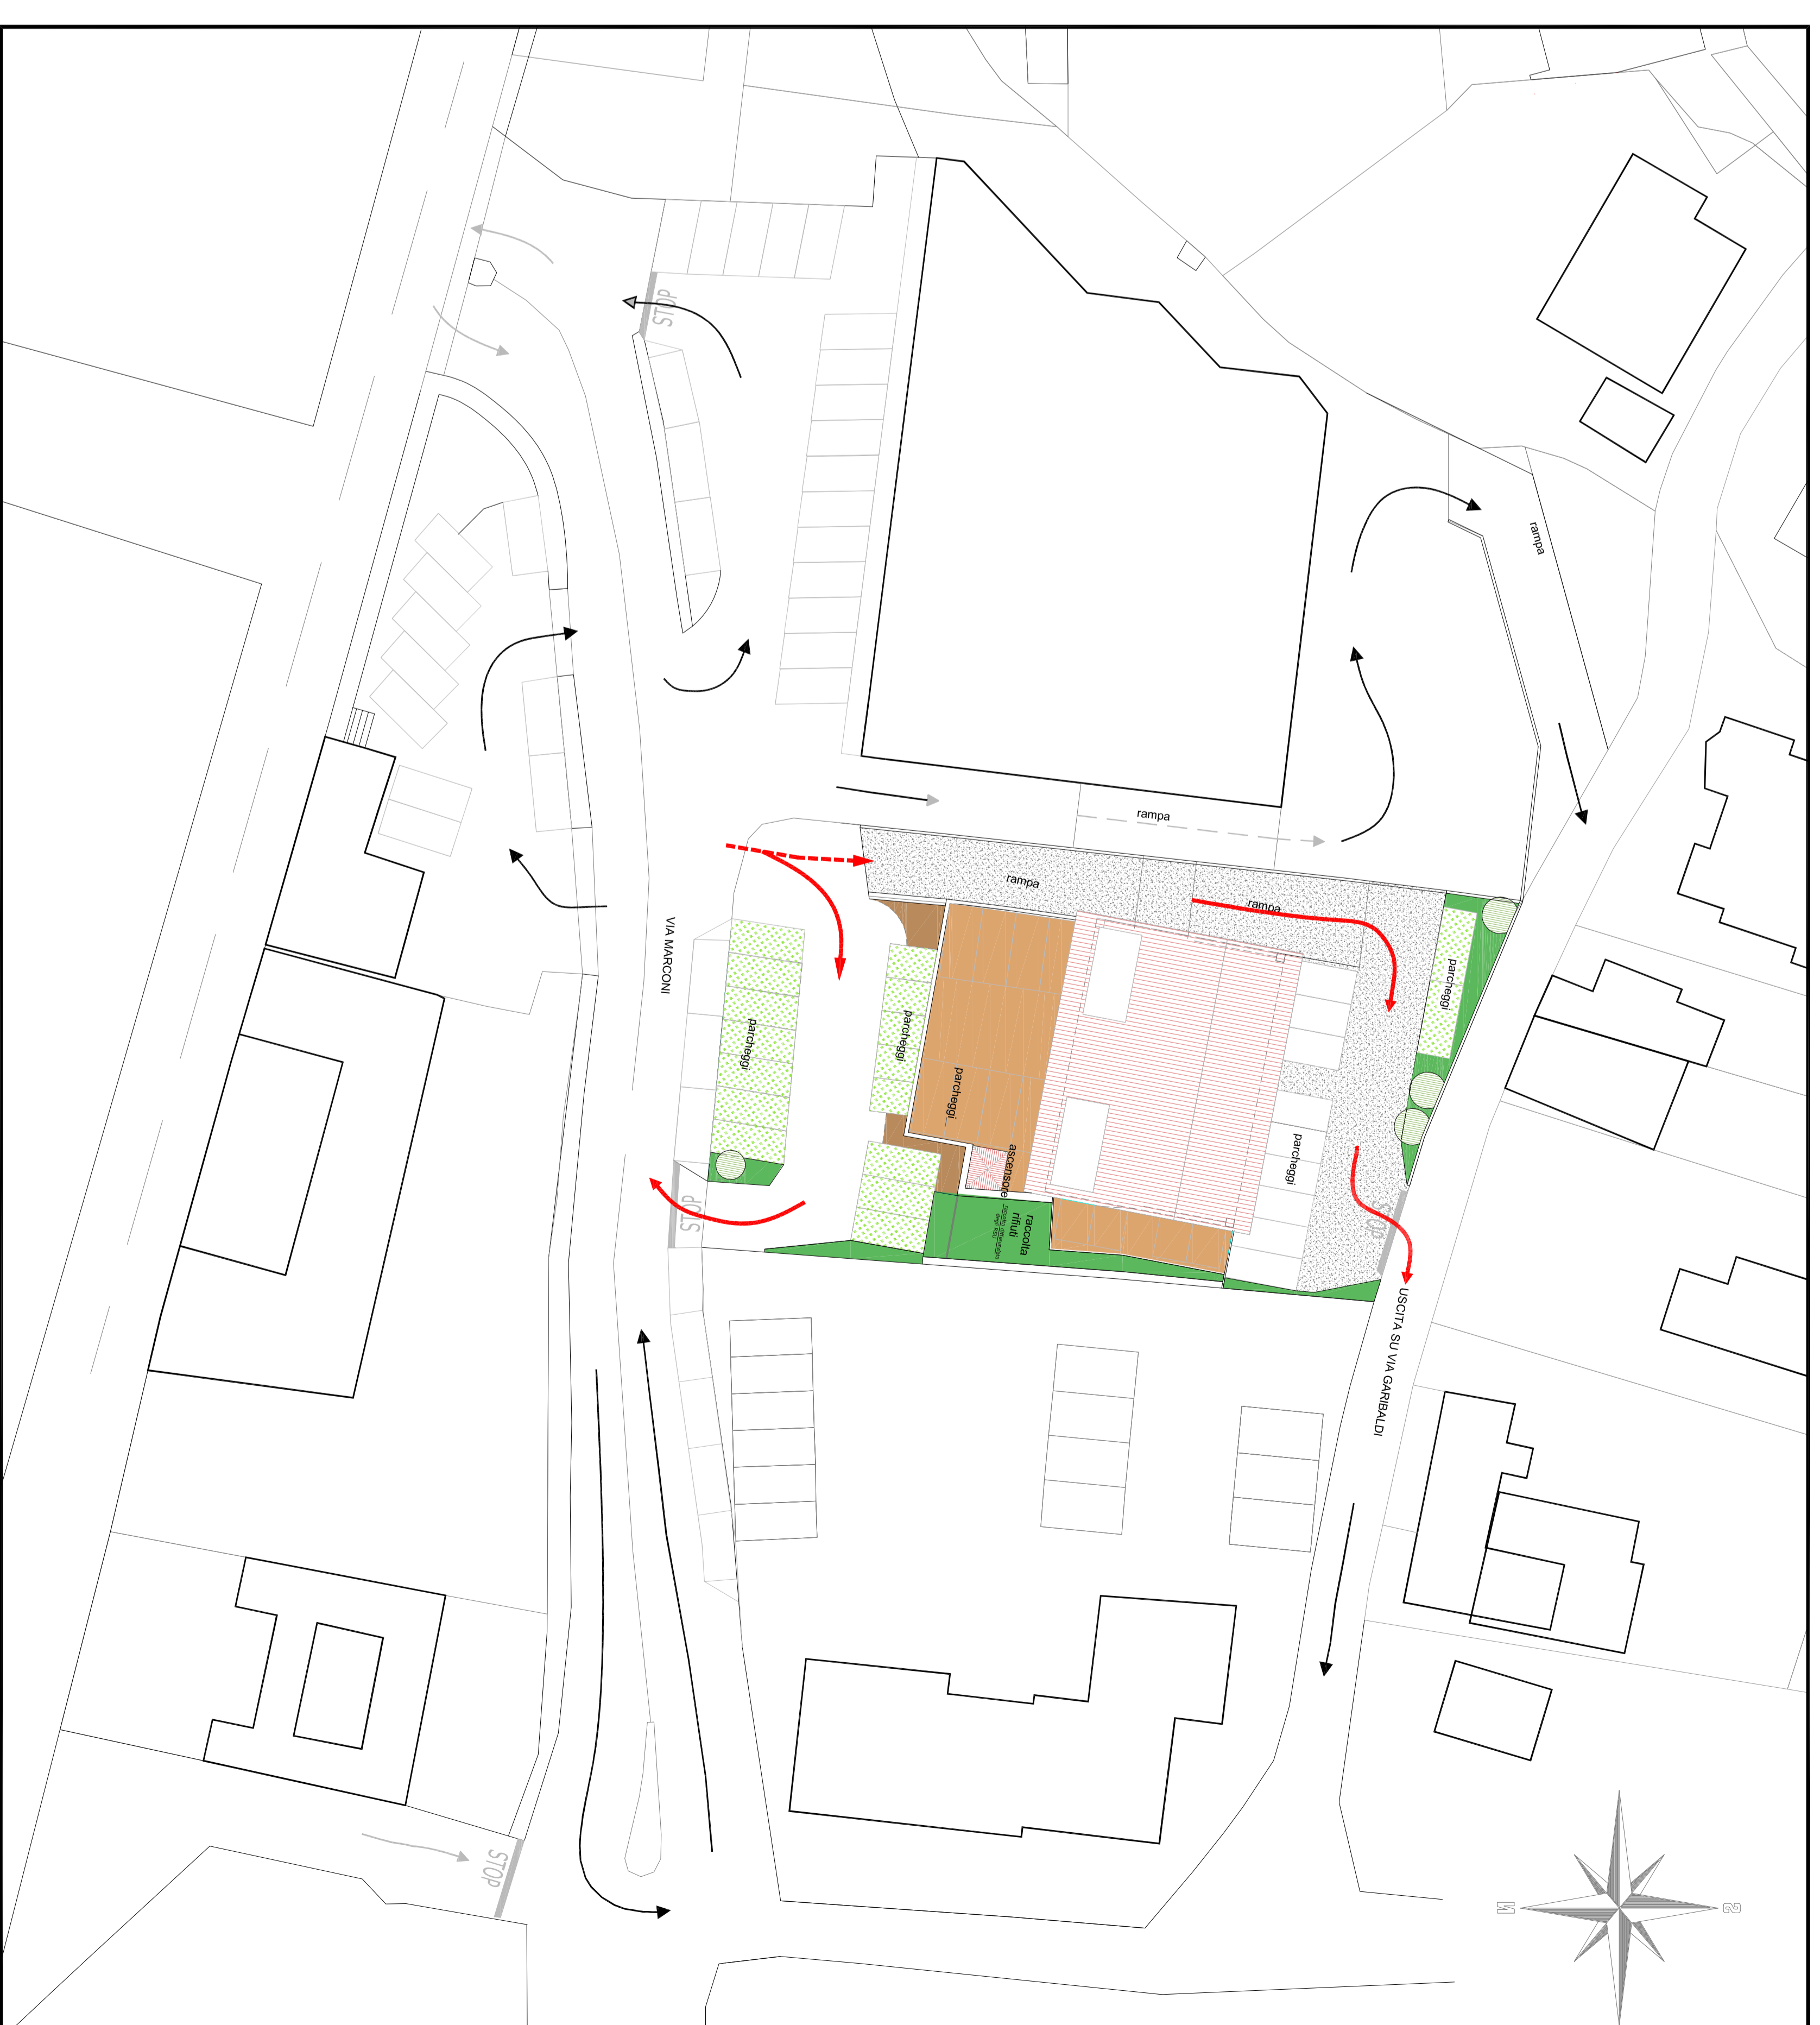 STOP
rampa
rampa
rampa
rampa
VIA MARCONI
parcheggi
parcheggi
parcheggi
parcheggi
parcheggi
ascensore
raccolta
rifiuti
STOP
STOP
USCITA SU VIA GARIBALDI
STOP
N
S